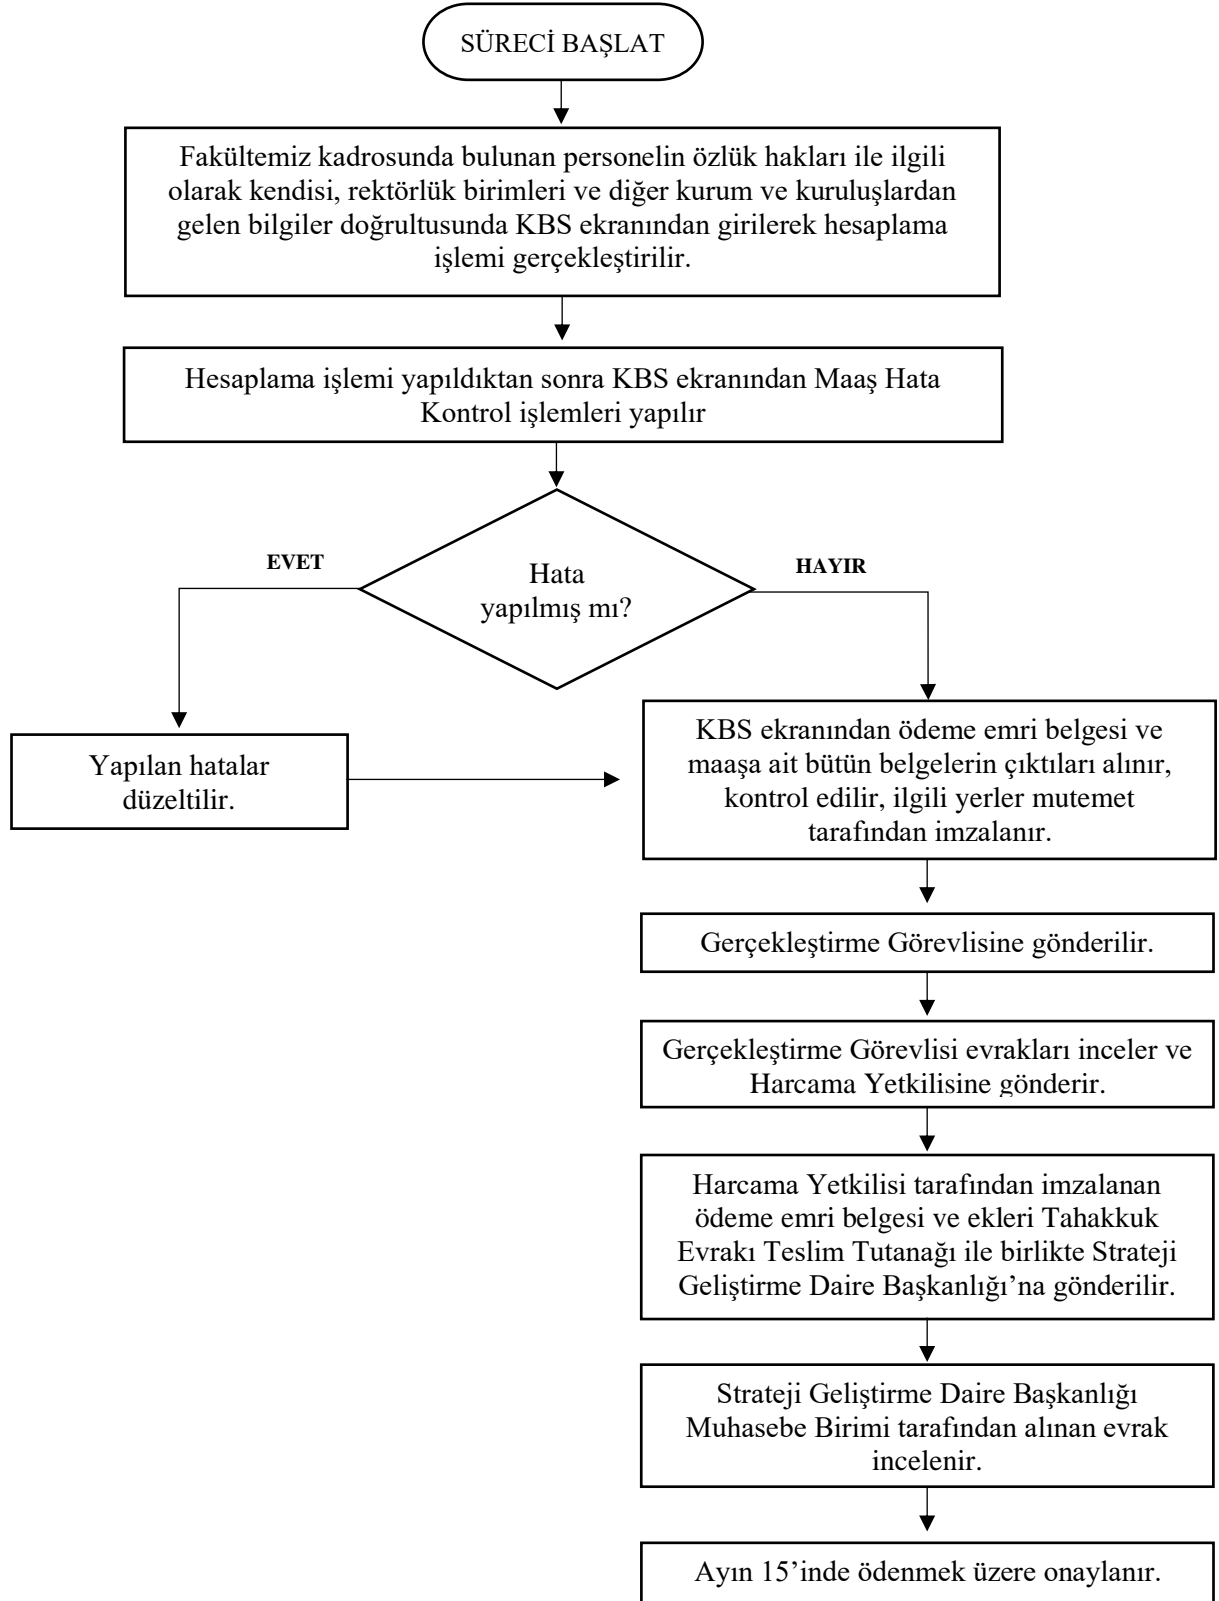 SÜRECİ BAŞLAT
Fakültemiz kadrosunda bulunan personelin özlük hakları ile ilgili
olarak kendisi, rektörlük birimleri ve diğer kurum ve kuruluşlardan
gelen bilgiler doğrultusunda KBS ekranından girilerek hesaplama
işlemi gerçekleştirilir.
Hesaplama işlemi yapıldıktan sonra KBS ekranından Maaş Hata
Kontrol işlemleri yapılır
EVET
HAYIR
Hata
yapılmış mı?
Yapılan hatalar
düzeltilir.
KBS ekranından ödeme emri belgesi ve
maaşa ait bütün belgelerin çıktıları alınır,
kontrol edilir, ilgili yerler mutemet
tarafından imzalanır.
Gerçekleştirme Görevlisine gönderilir.
Gerçekleştirme Görevlisi evrakları inceler ve
Harcama Yetkilisine gönderir.
Harcama Yetkilisi tarafından imzalanan
ödeme emri belgesi ve ekleri Tahakkuk
Evrakı Teslim Tutanağı ile birlikte Strateji
Geliştirme Daire Başkanlığı’na gönderilir.
Strateji Geliştirme Daire Başkanlığı
Muhasebe Birimi tarafından alınan evrak
incelenir.
Ayın 15’inde ödenmek üzere onaylanır.